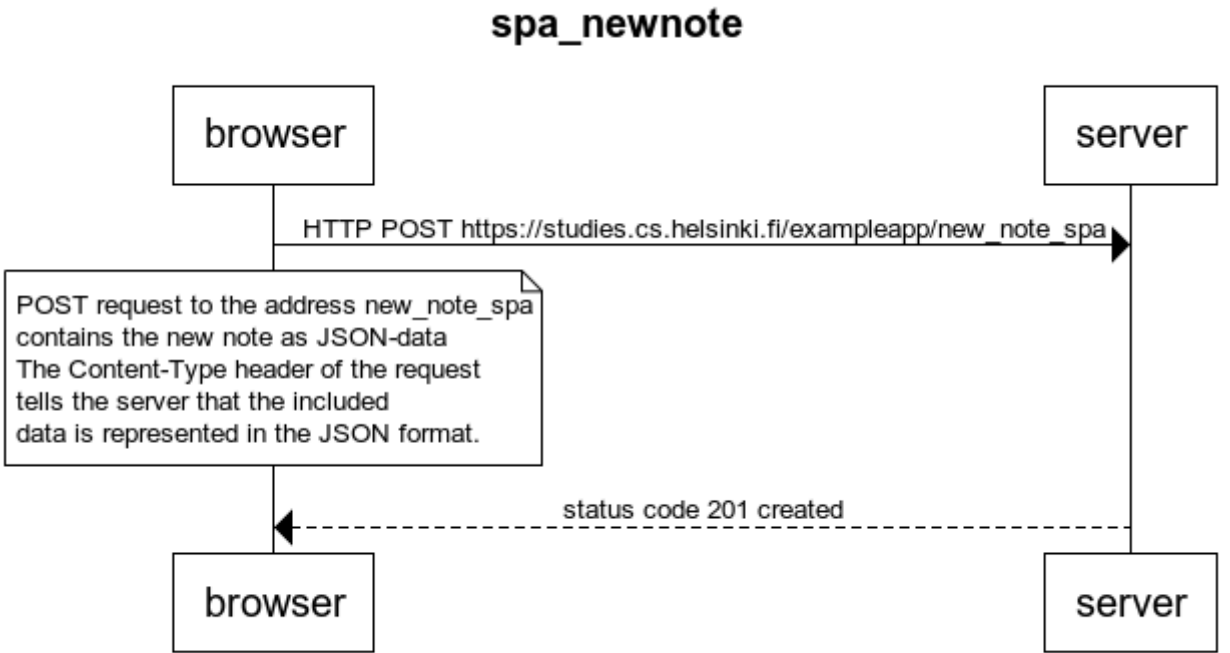 spa_newnote
browser
server
HTTP POST https://studies.cs.helsinki.fi/exampleapp/new_note_spa
POST request to the address new_note_spa
contains the new note as JSON-data
The Content-Type header of the request
tells the server that the included
data is represented in the JSON format.
status code 201 created
browser
server